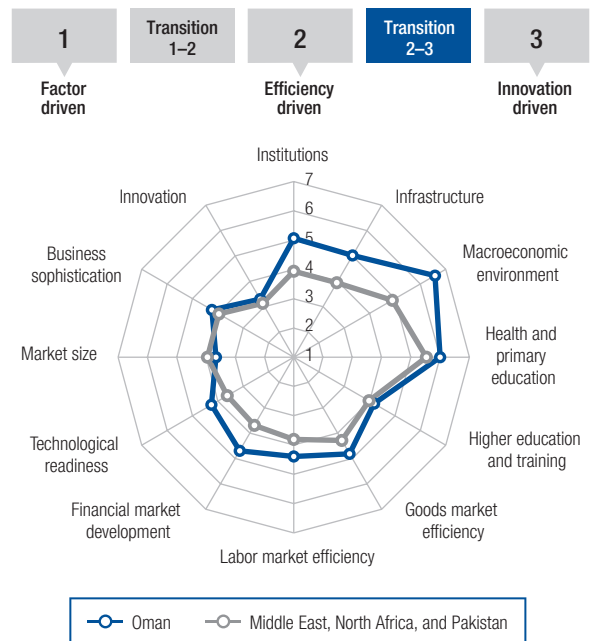 1
Transition
1–2
2
Transition
2–3
3
Factor
driven
Efficiency
driven
Innovation
driven
Institutions
Infrastructure
Macroeconomic
environment
Health and
primary
education
Higher education
and training
Goods market
efficiency
Labor market efficiency
Financial market
development
Technological
readiness
Market size
Business
sophistication
Innovation
7
6
5
4
3
2
1
Oman
Middle East, North Africa, and Pakistan